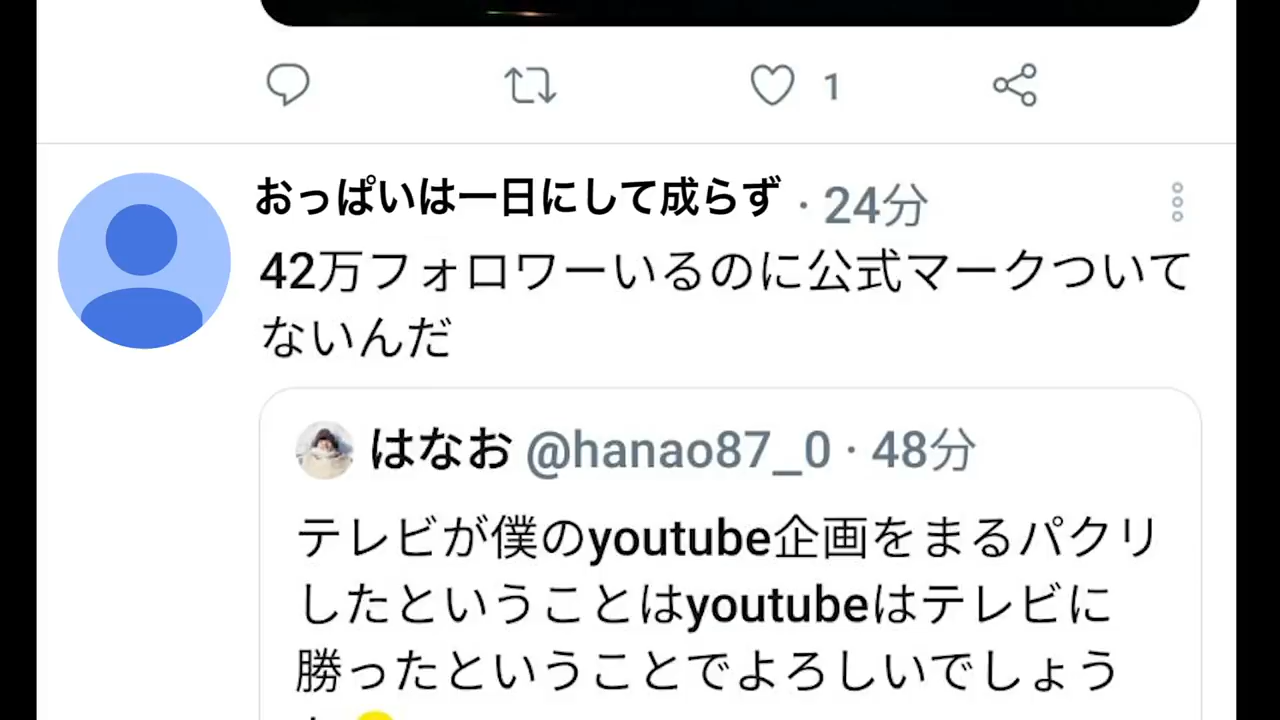 1
おっぱいは一日にして成らず · 24分
42万フォロワーいるのに公式マークついて
ないんだ
はなお @hanao87_0 · 48分
テレビが僕のyoutube企画をまるパクリ
したということはyoutubeはテレビに
勝ったということでよろしいでしょう